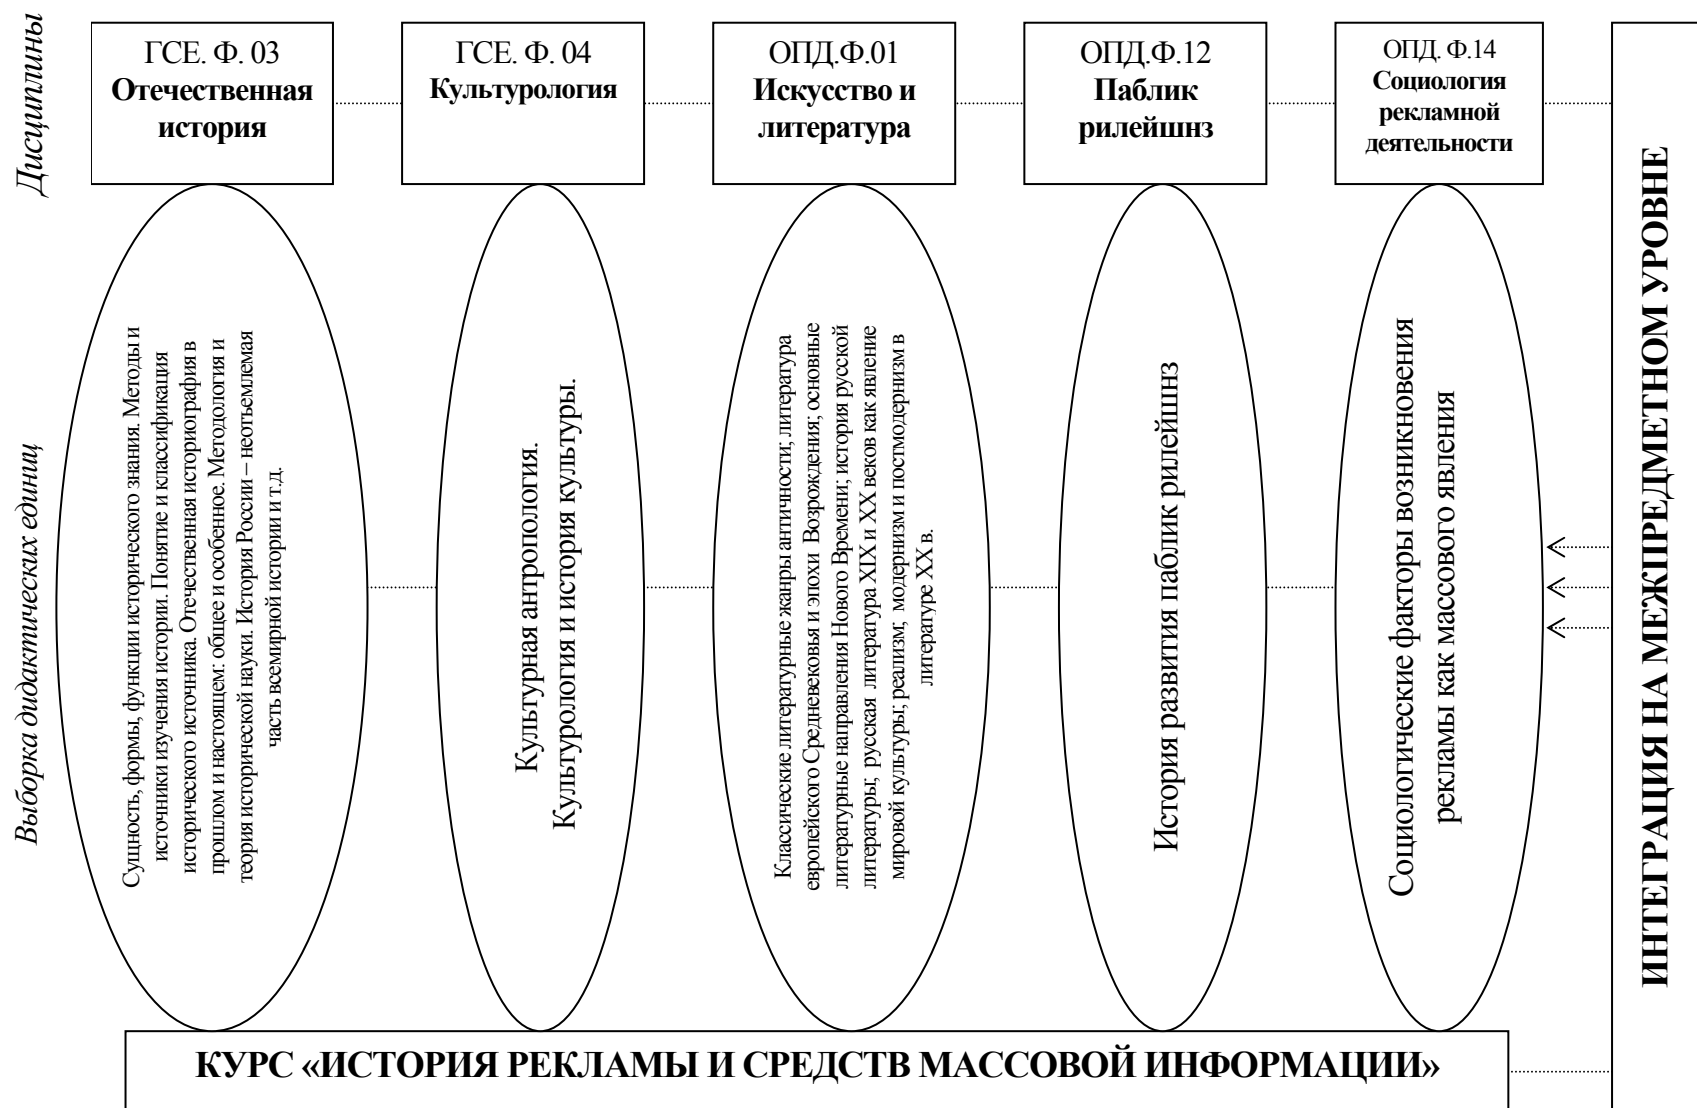 Дисциплины
ГСЕ. Ф. 03
Отечественная
история
ГСЕ. Ф. 04
Культурология
ОПД.Ф.01
Искусство и
литература
ОПД.Ф.12
Паблик
рилейшнз
ОПД. Ф.14
Социология
рекламной
деятельности
Выборка дидактических единиц
Сущность, формы, функции исторического знания. Методы и
источники изучения истории. Понятие и классификация
исторического источника. Отечественная историография в
прошлом и настоящем: общее и особенное. Методология и
теория исторической науки. История России – неотъемлемая
часть всемирной истории и т.д.
Культурная антропология.
Культурология и история культуры.
Классические литературные жанры античности; литература
европейского Средневековья и эпохи Возрождения; основные
литературные направления Нового Времени; история русской
литературы; русская литература XIX и XX веков как явление
мировой культуры; реализм, модернизм и постмодернизм в
литературе XX в.
История развития паблик рилейшнз
Социологические факторы возникновения
рекламы как массового явления
ИНТЕГРАЦИЯ НА МЕЖПРЕДМЕТНОМ УРОВНЕ
КУРС «ИСТОРИЯ РЕКЛАМЫ И СРЕДСТВ МАССОВОЙ ИНФОРМАЦИИ»